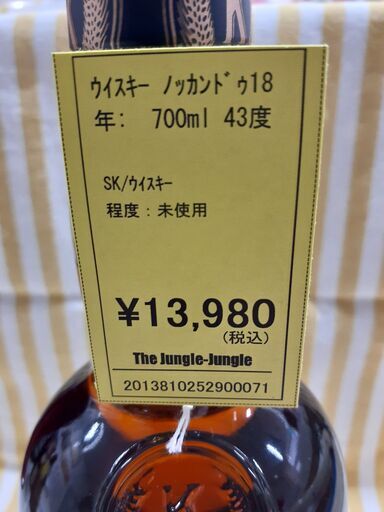 K
ｳｲｽｷｰ ﾉｯｶﾝﾄﾞｩ18
年: 700ml 43度
SK/ｳｲｽｷｰ
程度：未使用
¥13,980
(税込)
The Jungle-Jungle
2013810252900071
K